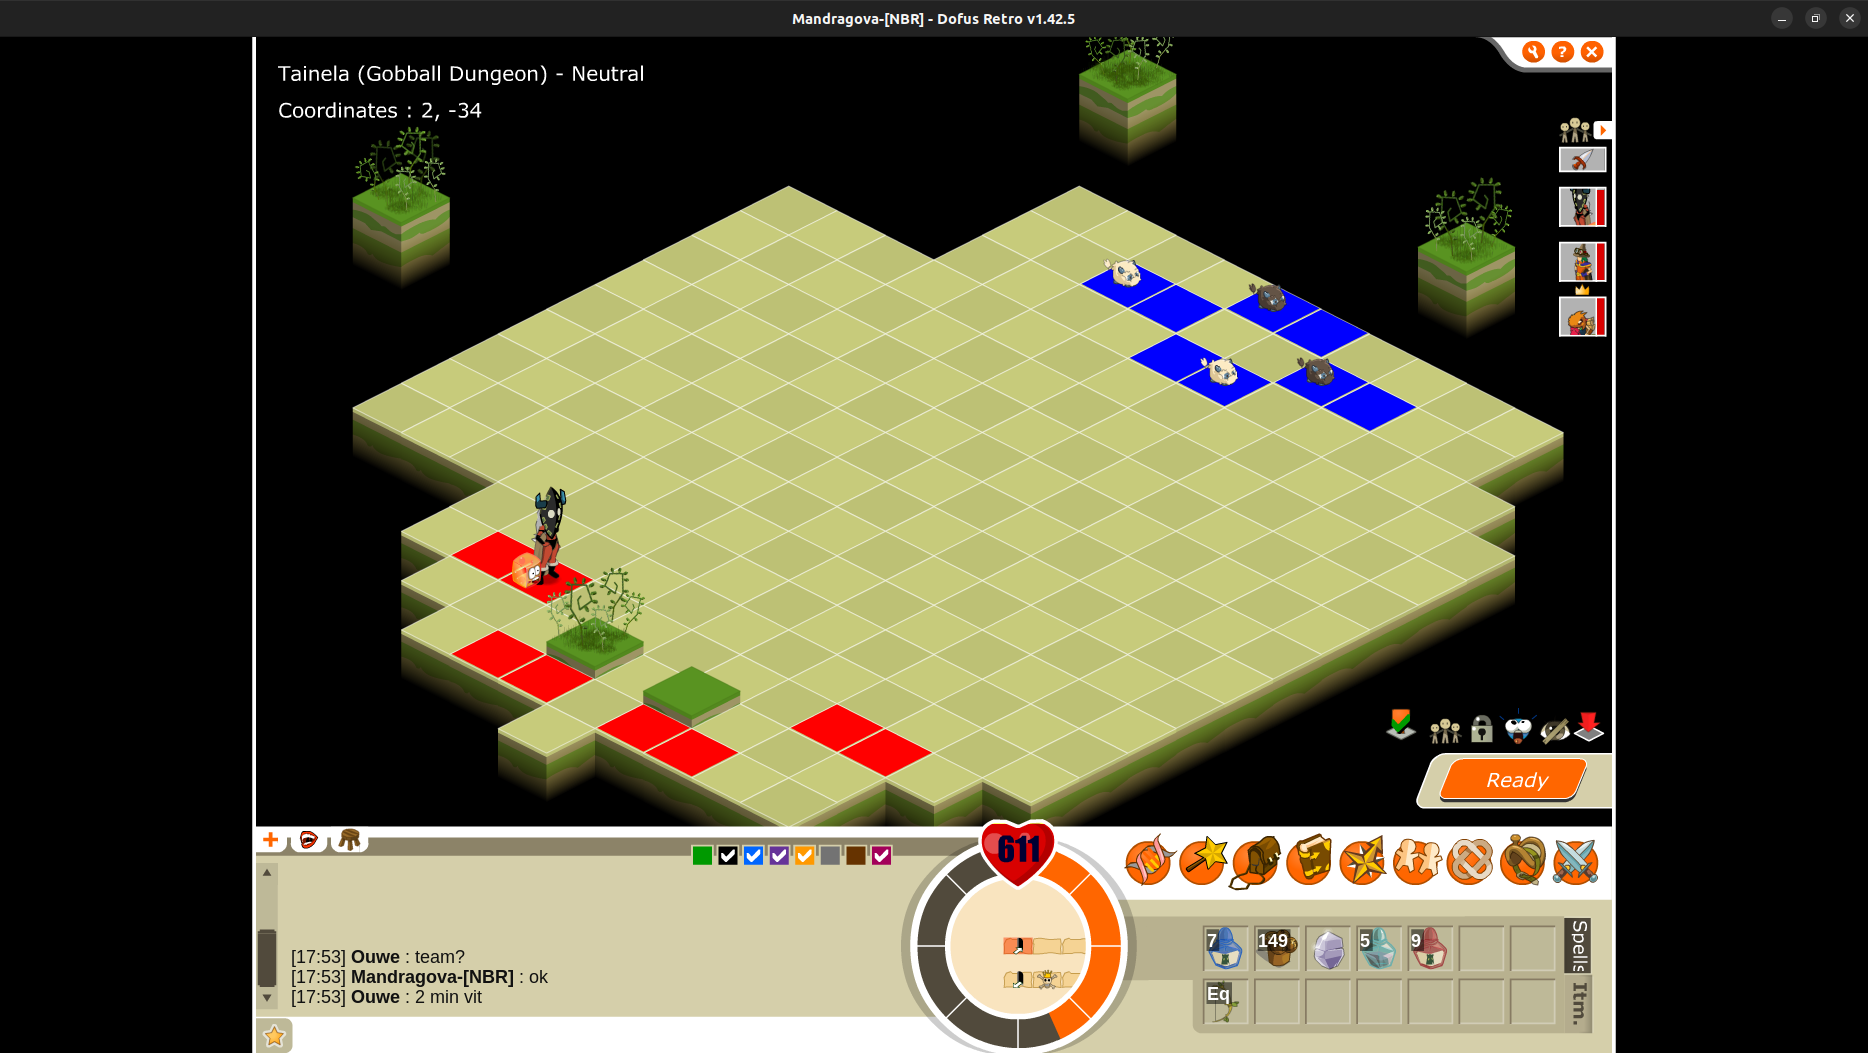 Mandragova-[NBR] - Dofus Retro v1.42.5
Tainela (Gobball Dungeon) - Neutral
Coordinates : 2, -34
Ready
611
[17:53] Ouwe : team?
[17:53] Mandragova-[NBR] : ok
[17:53] Ouwe : 2 min vit
7 149 5 9
Eq
Spells
Itm.